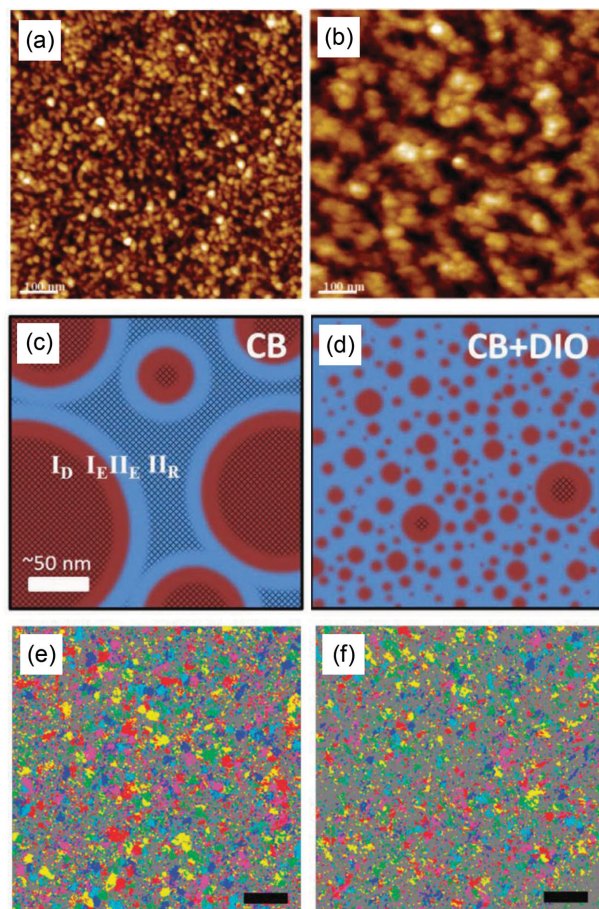 (a)
(b)
100 nm
100 nm
(c)
CB
I_D I_E II_E II_R
~50 nm
(d)
CB+DIO
(e)
(f)